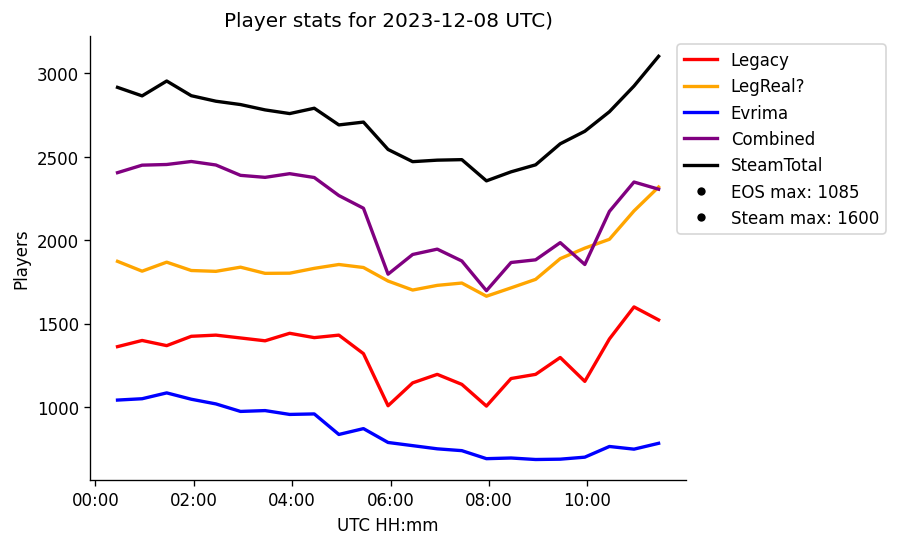 Player stats for 2023-12-08 UTC)
Players
3000
2500
2000
1500
1000
00:00
02:00
04:00
06:00
08:00
10:00
UTC HH:mm
Legacy
LegReal?
Evrima
Combined
SteamTotal
EOS max: 1085
Steam max: 1600